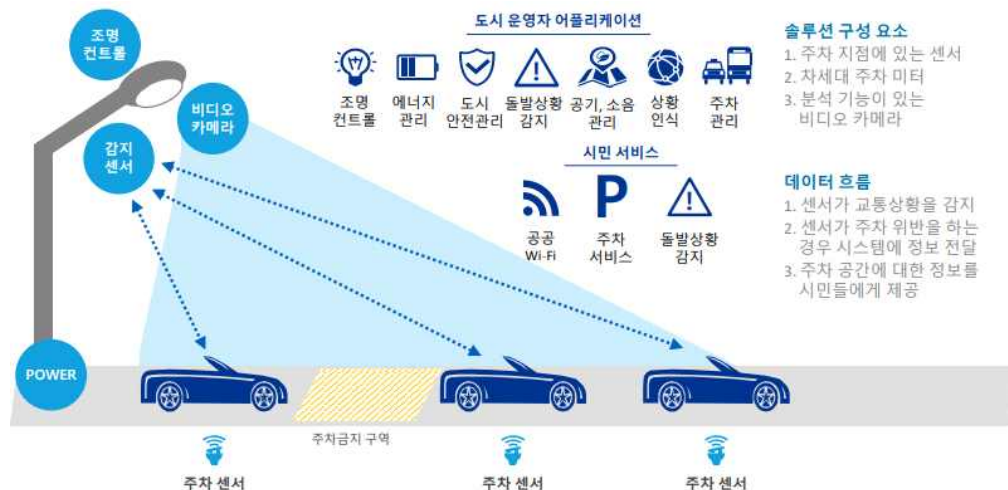 조명
컨트롤
비디오
카메라
감지
센서
POWER
도시 운영자 어플리케이션
조명
컨트롤
에너지
관리
도시
안전관리
돌발상황
감지
공기, 소음
관리
상황
인식
주차
관리
시민 서비스
P
공공
Wi-Fi
주차
서비스
돌발상황
감지
솔루션 구성 요소
1. 주차 지점에 있는 센서
2. 차세대 주차 미터
3. 분석 기능이 있는
비디오 카메라
데이터 흐름
1. 센서가 교통상황을 감지
2. 센서가 주차 위반을 하는
경우 시스템에 정보 전달
3. 주차 공간에 대한 정보를
시민들에게 제공
주차금지 구역
주차 센서
주차 센서
주차 센서